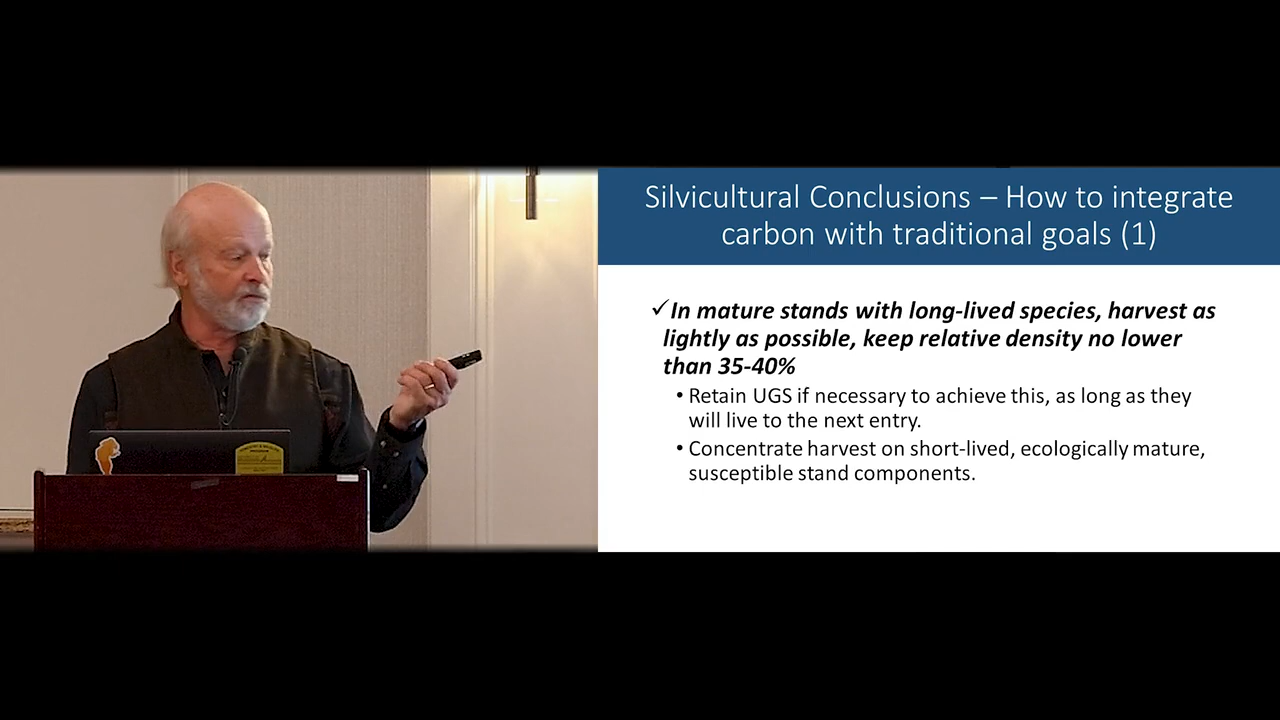 Silvicultural Conclusions – How to integrate
carbon with traditional goals (1)
✓In mature stands with long-lived species, harvest as
lightly as possible, keep relative density no lower
than 35-40%
• Retain UGS if necessary to achieve this, as long as they
will live to the next entry.
• Concentrate harvest on short-lived, ecologically mature,
susceptible stand components.